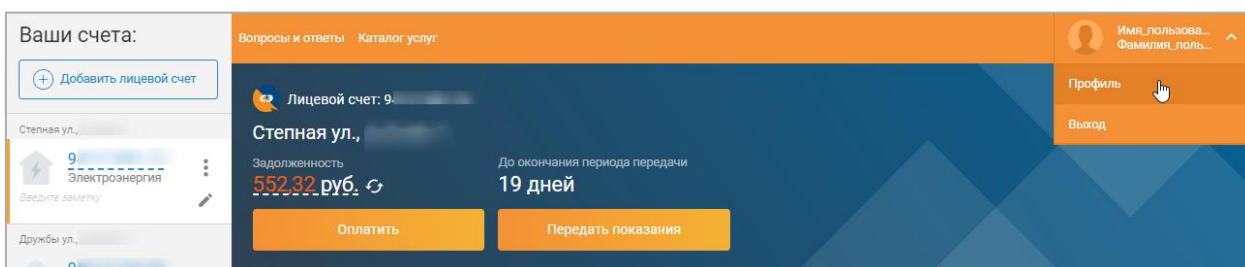 Ваши счета:
Добавить лицевой счет
Степная ул.,
9
Электроэнергия
Введите заметку
Дружбы ул.,
Вопросы и ответы Каталог услуг
Имя_пользова...
Фамилия_поль...
Профиль
Выход
Лицевой счет: 9
Степная ул.,
Задолженность
552,32 руб.
До окончания периода передачи
19 дней
Оплатить
Передать показания